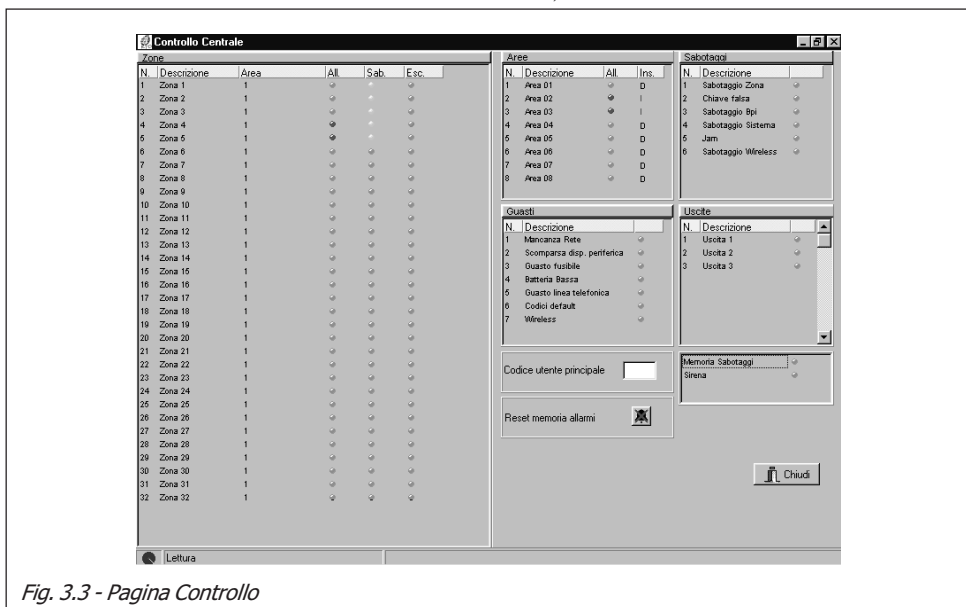 Controllo Centrale
Zone
N. Descrizione Area All. Sab. Esc.
1 Zona 1 1
2 Zona 2 1
3 Zona 3 1
4 Zona 4 1
5 Zona 5 1
6 Zona 6 1
7 Zona 7 1
8 Zona 8 1
9 Zona 9 1
10 Zona 10 1
11 Zona 11 1
12 Zona 12 1
13 Zona 13 1
14 Zona 14 1
15 Zona 15 1
16 Zona 16 1
17 Zona 17 1
18 Zona 18 1
19 Zona 19 1
20 Zona 20 1
21 Zona 21 1
22 Zona 22 1
23 Zona 23 1
24 Zona 24 1
25 Zona 25 1
26 Zona 26 1
27 Zona 27 1
28 Zona 28 1
29 Zona 29 1
30 Zona 30 1
31 Zona 31 1
32 Zona 32 1
Aree
N. Descrizione All. Ins.
1 Area 01 D
2 Area 02 I
3 Area 03 I
4 Area 04 D
5 Area 05 D
6 Area 06 D
7 Area 07 D
8 Area 08 D
Sabotaggi
N. Descrizione
1 Sabotaggio Zona
2 Chiave falsa
3 Sabotaggio Bpi
4 Sabotaggio Sistema
5 Jam
6 Sabotaggio Wireless
Guasti
N. Descrizione
1 Mancanza Rete
2 Scomparsa disp. periferica
3 Guasto fusibile
4 Batteria Bassa
5 Guasto linea telefonica
6 Codici default
7 Wireless
Uscite
N. Descrizione
1 Uscita 1
2 Uscita 2
3 Uscita 3
Codice utente principale
Memoria Sabotaggi
Sirena
Reset memoria allarmi
Chiudi
Lettura
Fig. 3.3 - Pagina Controllo